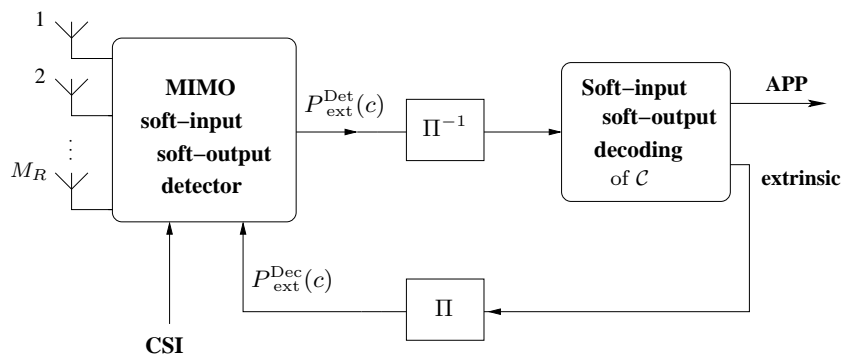 1
2
⋮
M_R
MIMO
soft–input
soft–output
detector
P_ext^Det(c)
Π^−1
Soft–input
soft–output
decoding
of 𝒞
APP
extrinsic
P_ext^Dec(c)
Π
CSI